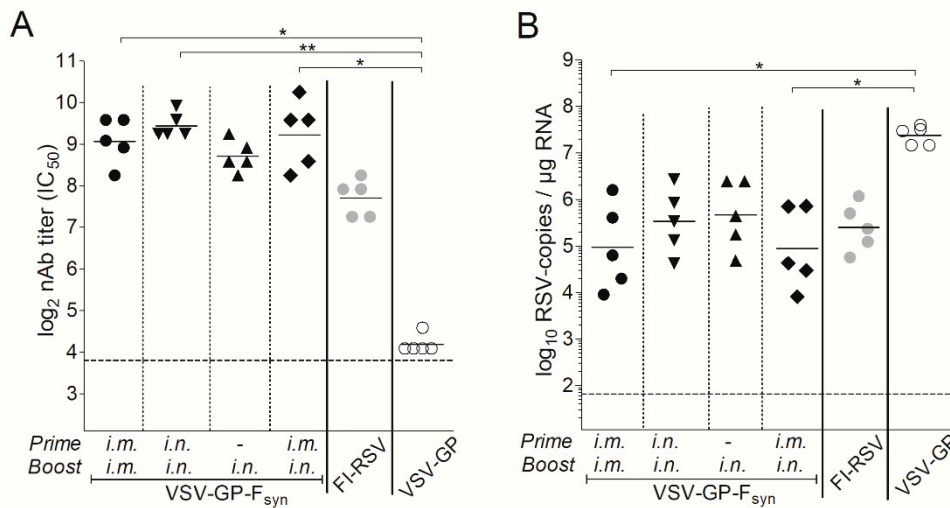 A
*
**
*
log2 nAb titer (IC50)
11
10
9
8
7
6
5
4
3
Prime i.m. i.n. - i.m.
Boost i.m. i.n. i.n. i.n.
VSV-GP-Fsyn
FI-RSV
VSV-GP
B
*
*
log10 RSV-copies / µg RNA
9
8
7
6
5
4
3
2
Prime i.m. i.n. - i.m.
Boost i.m. i.n. i.n. i.n.
VSV-GP-Fsyn
FI-RSV
VSV-GP